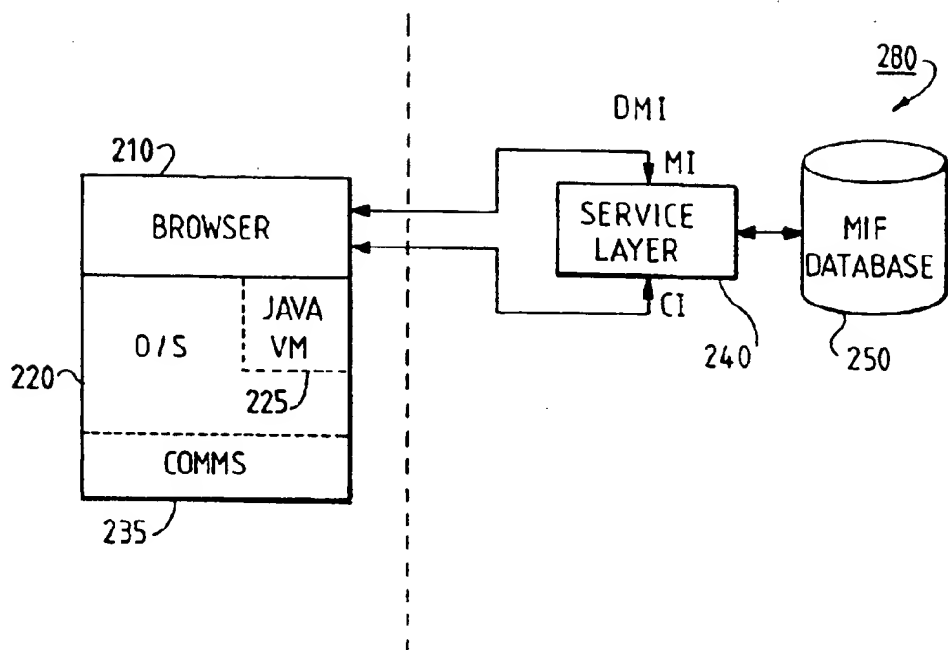 280
DMI
210
MI
BROWSER
SERVICE
LAYER
MIF
DATABASE
JAVA
VM
O/S
CI
240
250
220
225
COMMS
235